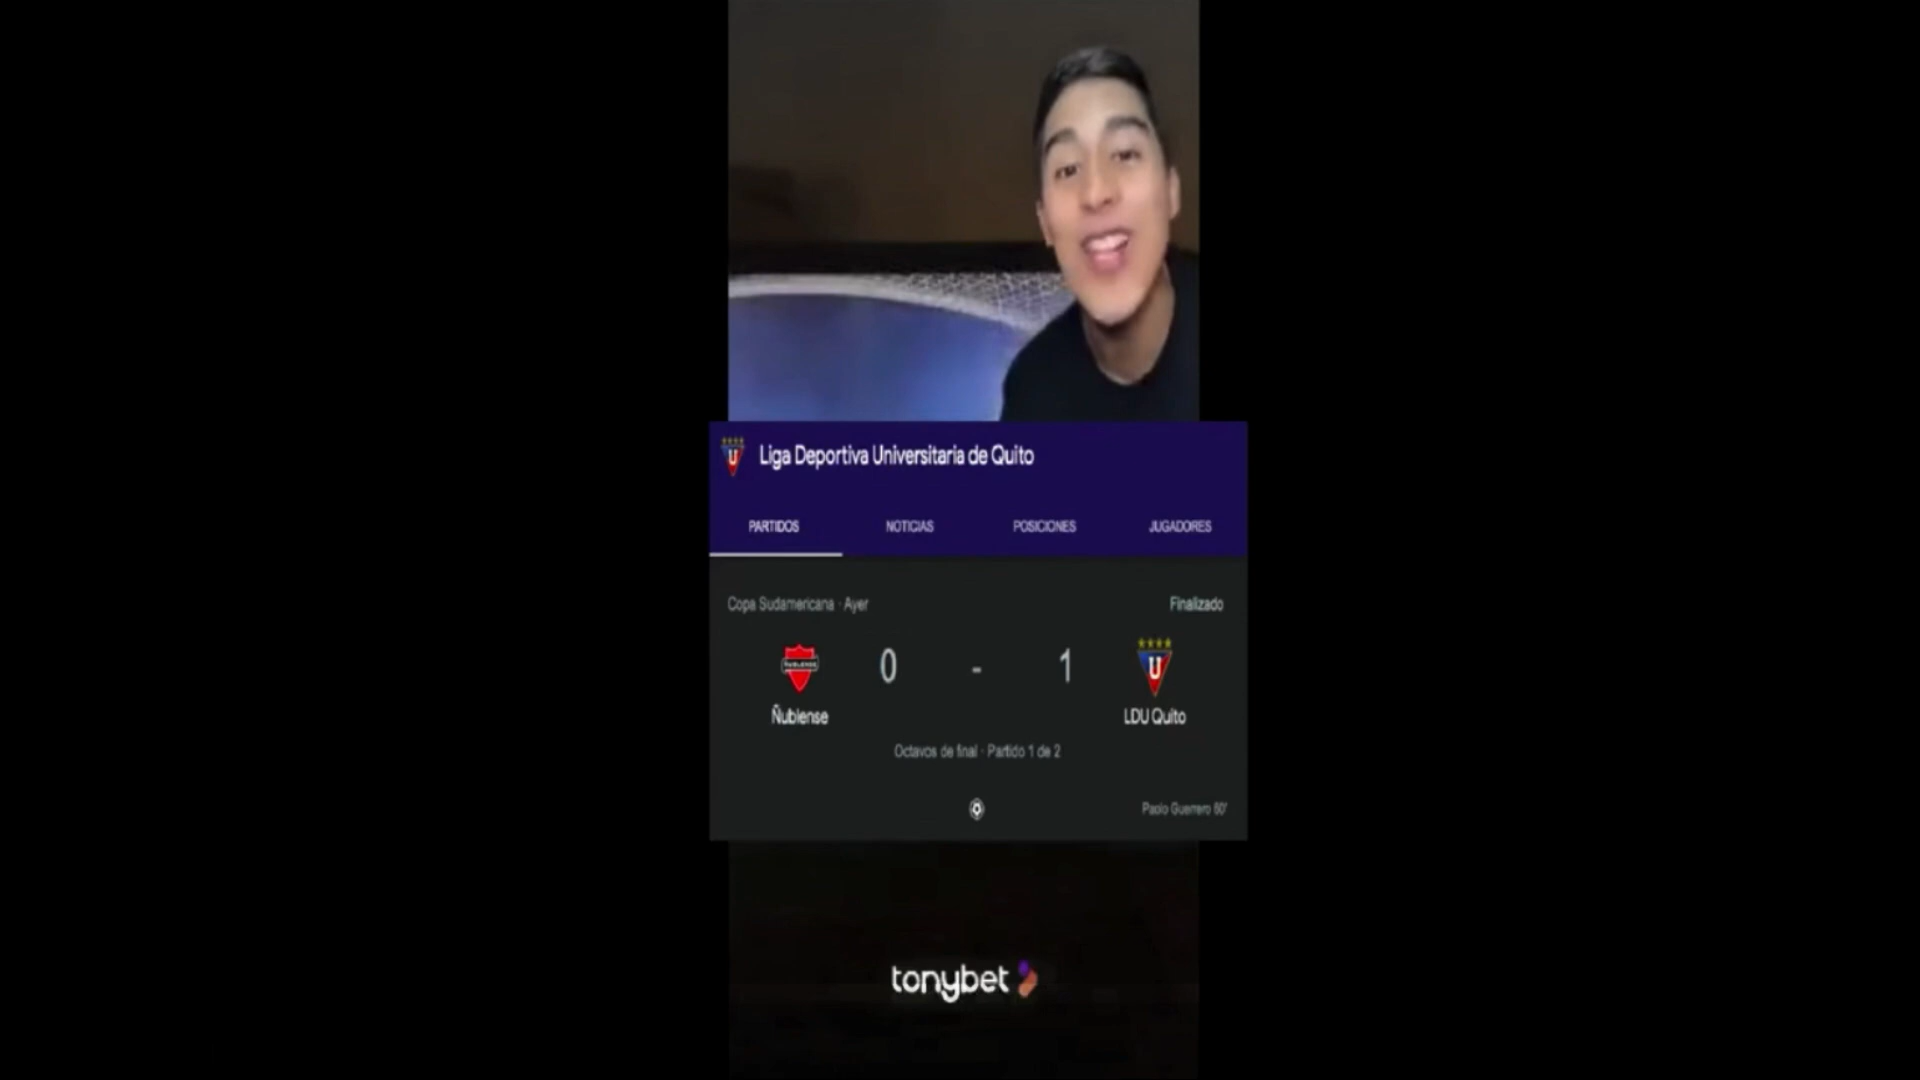 Liga Deportiva Universitaria de Quito
PARTIDOS NOTICIAS POSICIONES JUGADORES
Copa Sudamericana · Ayer Finalizado
0 - 1
Ñublense LDU Quito
Octavos de final · Partido 1 de 2
Paolo Guerrero 60'
tonybet